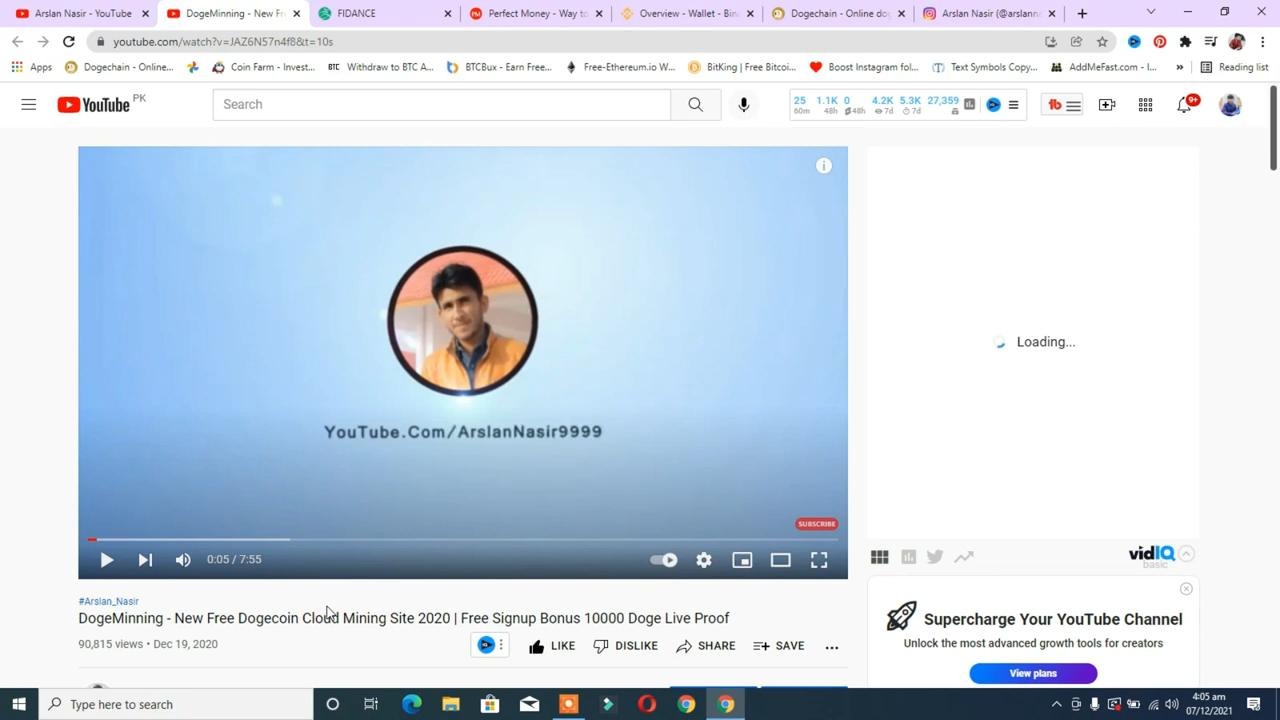 Arslan Nasir - YouTube
DogeMinning - New Fr
FIDANCE
Perfect Money - Way to
Overview - Wallet - Bin
Dogechain - Online dog
Arslan Nasir (@arslann
youtube.com/watch?v=JAZ6N57n4f8&t=10s
Apps
Dogechain - Online...
Coin Farm - Invest...
BTC Withdraw to BTC A...
BTCBux - Earn Free...
Free-Ethereum.io W...
BitKing | Free Bitcoi...
Boost Instagram fol...
Text Symbols Copy...
AddMeFast.com - I...
»
Reading list
YouTube PK
Search
25 1.1K 0 4.2K 5.3K 27,359
60m 48h 48h 7d 7d
tb
9+
YouTube.Com/ArslanNasir9999
SUBSCRIBE
0:05 / 7:55
Loading...
#Arslan_Nasir
DogeMinning - New Free Dogecoin Cloud Mining Site 2020 | Free Signup Bonus 10000 Doge Live Proof
90,815 views • Dec 19, 2020
LIKE
DISLIKE
SHARE
SAVE
vidIQ
basic
Supercharge Your YouTube Channel
Unlock the most advanced growth tools for creators
View plans
Type here to search
4:05 am
07/12/2021